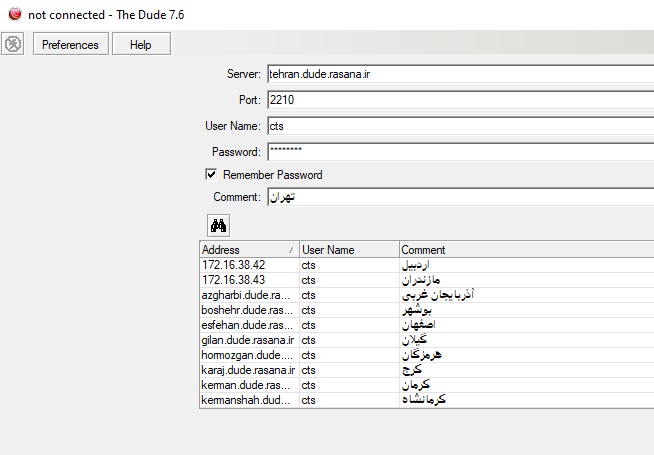 not connected - The Dude 7.6
Preferences Help
Server: tehran.dude.rasana.ir
Port: 2210
User Name: cts
Password: ********
Remember Password
Comment: تهران
Address User Name Comment
172.16.38.42 cts اردبیل
172.16.38.43 cts مازندران
azgharbi.dude.ra... cts آذربایجان غربی
boshehr.dude.ras... cts بوشهر
esfehan.dude.ras... cts اصفهان
gilan.dude.rasana.ir cts گیلان
hormozgan.dude.... cts هرمزگان
karaj.dude.rasana.ir cts کرج
kerman.dude.ras... cts کرمان
kermanshah.dud... cts کرمانشاه